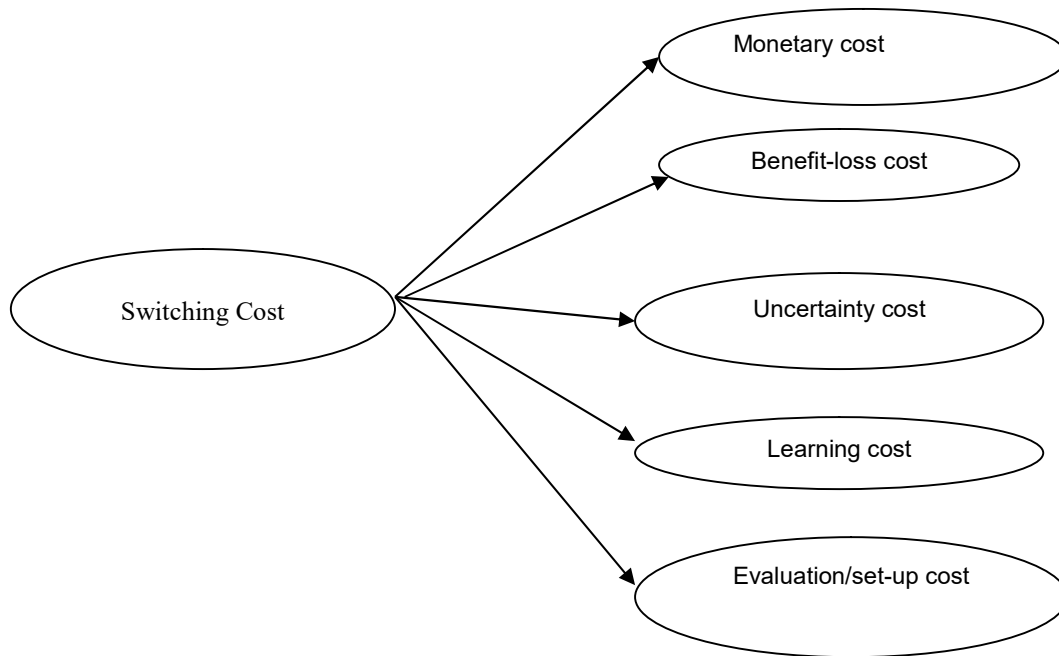 Monetary cost
Benefit-loss cost
Switching Cost
Uncertainty cost
Learning cost
Evaluation/set-up cost